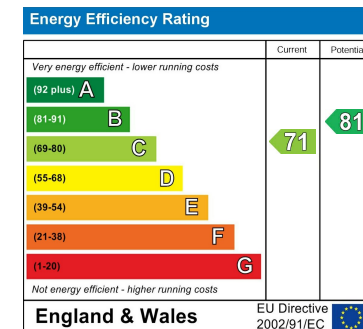 Energy Efficiency Rating
Current Potentia
Very energy efficient - lower running costs
(92 plus) A
(81-91) B
81
(69-80) C
71
(55-68) D
(39-54) E
(21-38) F
(1-20) G
Not energy efficient - higher running costs
England & Wales
EU Directive
2002/91/EC